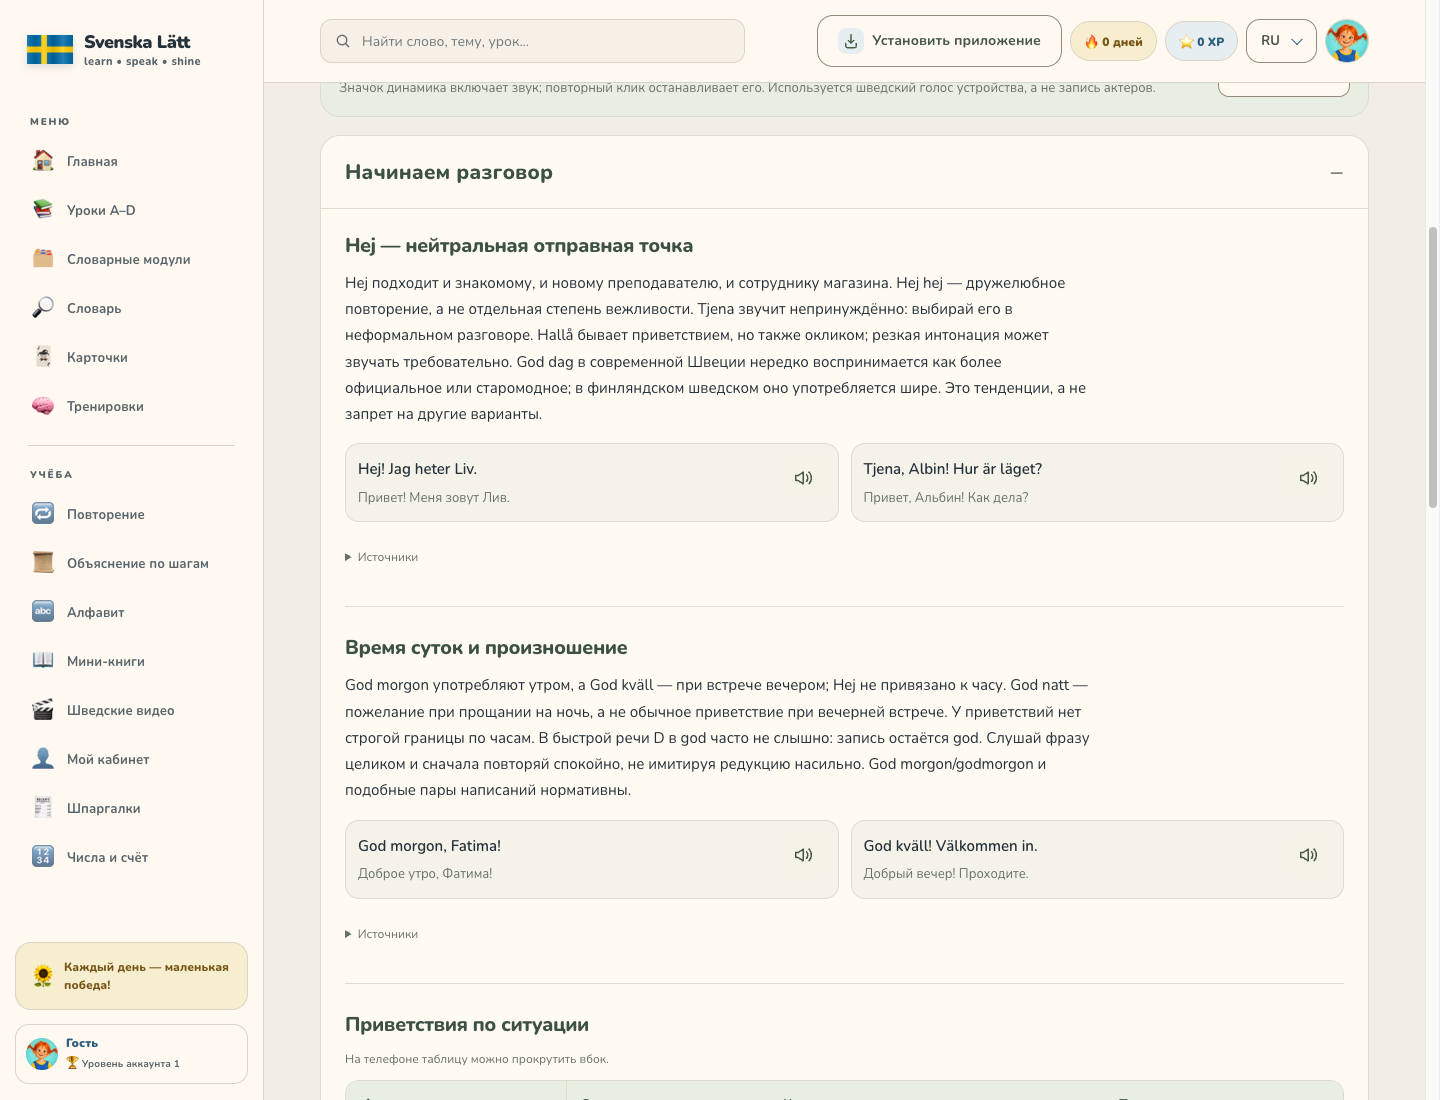 Svenska Lätt
learn • speak • shine
МЕНЮ
Главная
Уроки A–D
Словарные модули
Словарь
Карточки
Тренировки
УЧЁБА
Повторение
Объяснение по шагам
Алфавит
Мини-книги
Шведские видео
Мой кабинет
Шпаргалки
Числа и счёт
Каждый день — маленькая
победа!
Гость
Уровень аккаунта 1
Найти слово, тему, урок...
Установить приложение
0 дней
0 XP
RU
Значок динамика включает звук; повторный клик останавливает его. Используется шведский голос устройства, а не запись актёров.
Начинаем разговор
Hej — нейтральная отправная точка
Hej подходит и знакомому, и новому преподавателю, и сотруднику магазина. Hej hej — дружелюбное
повторение, а не отдельная степень вежливости. Tjena звучит непринуждённо: выбирай его в
неформальном разговоре. Hallå бывает приветствием, но также окликом; резкая интонация может
звучать требовательно. God dag в современной Швеции нередко воспринимается как более
официальное или старомодное; в финляндском шведском оно употребляется шире. Это тенденции, а не
запрет на другие варианты.
Hej! Jag heter Liv.
Привет! Меня зовут Лив.
Tjena, Albin! Hur är läget?
Привет, Альбин! Как дела?
Источники
Время суток и произношение
God morgon употребляют утром, а God kväll — при встрече вечером; Hej не привязано к часу. God natt —
пожелание при прощании на ночь, а не обычное приветствие при вечерней встрече. У приветствий нет
строгой границы по часам. В быстрой речи D в god часто не слышно: запись остаётся god. Слушай фразу
целиком и сначала повторяй спокойно, не имитируя редукцию насильно. God morgon/godmorgon и
подобные пары написаний нормативны.
God morgon, Fatima!
Доброе утро, Фатима!
God kväll! Välkommen in.
Добрый вечер! Проходите.
Источники
Приветствия по ситуации
На телефоне таблицу можно прокрутить вбок.